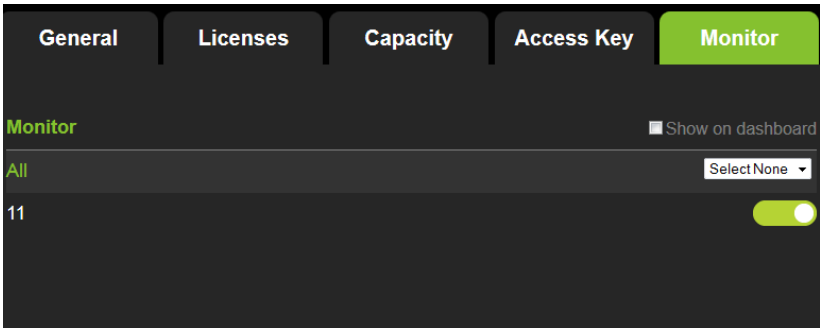 General Licenses Capacity Access Key Monitor
Monitor Show on dashboard
All Select None
11